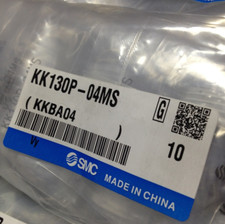 KK130P-04MS
( KKBA04 ) G
10
SMC
MADE IN CHINA